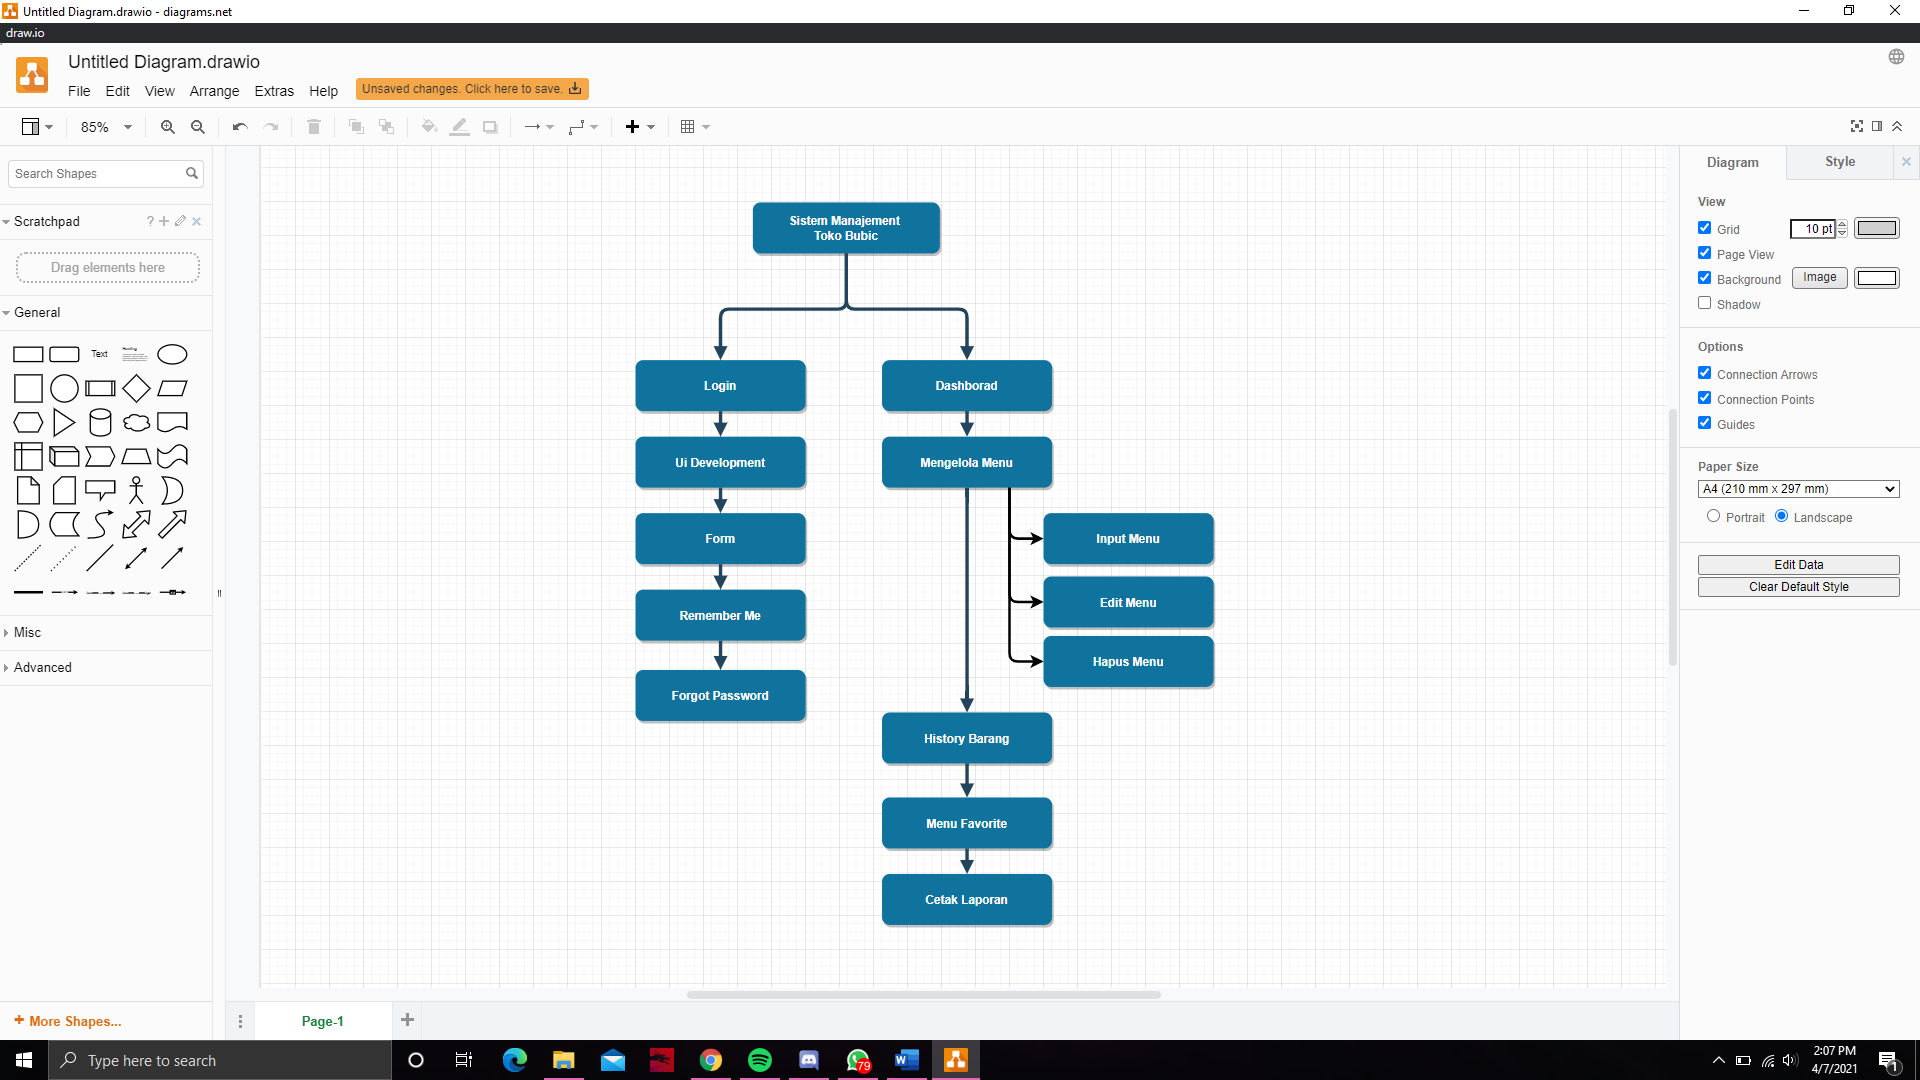 Untitled Diagram.drawio - diagrams.net
draw.io
Untitled Diagram.drawio
File Edit View Arrange Extras Help
Unsaved changes. Click here to save.
85%
Search Shapes
Scratchpad
?
Drag elements here
General
Text
Heading
Misc
Advanced
More Shapes...
Sistem Manajement
Toko Bubic
Login
Dashborad
Ui Development
Mengelola Menu
Form
Input Menu
Remember Me
Edit Menu
Hapus Menu
Forgot Password
History Barang
Menu Favorite
Cetak Laporan
Page-1
Diagram
Style
View
Grid
10 pt
Page View
Background
Image
Shadow
Options
Connection Arrows
Connection Points
Guides
Paper Size
A4 (210 mm x 297 mm)
Portrait
Landscape
Edit Data
Clear Default Style
Type here to search
79
2:07 PM
4/7/2021
1